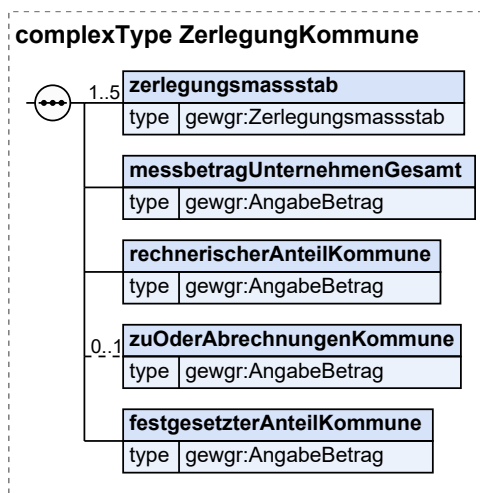 complexType ZerlegungKommune
1..5
zerlegungsmassstab
type gewgr:Zerlegungsmassstab
messbetragUnternehmenGesamt
type gewgr:AngabeBetrag
rechnerischerAnteilKommune
type gewgr:AngabeBetrag
0..1
zuOderAbrechnungenKommune
type gewgr:AngabeBetrag
festgesetzterAnteilKommune
type gewgr:AngabeBetrag